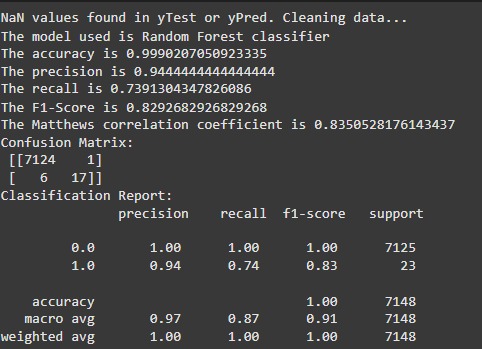 NaN values found in yTest or yPred. Cleaning data...
The model used is Random Forest classifier
The accuracy is 0.9990207050923335
The precision is 0.9444444444444444
The recall is 0.7391304347826086
The F1-Score is 0.8292682926829268
The Matthews correlation coefficient is 0.8350528176143437
Confusion Matrix:
[[7124    1]
[   6   17]]
Classification Report:
precision    recall  f1-score   support
0.0       1.00      1.00      1.00      7125
1.0       0.94      0.74      0.83        23
accuracy                           1.00      7148
macro avg       0.97      0.87      0.91      7148
weighted avg       1.00      1.00      1.00      7148